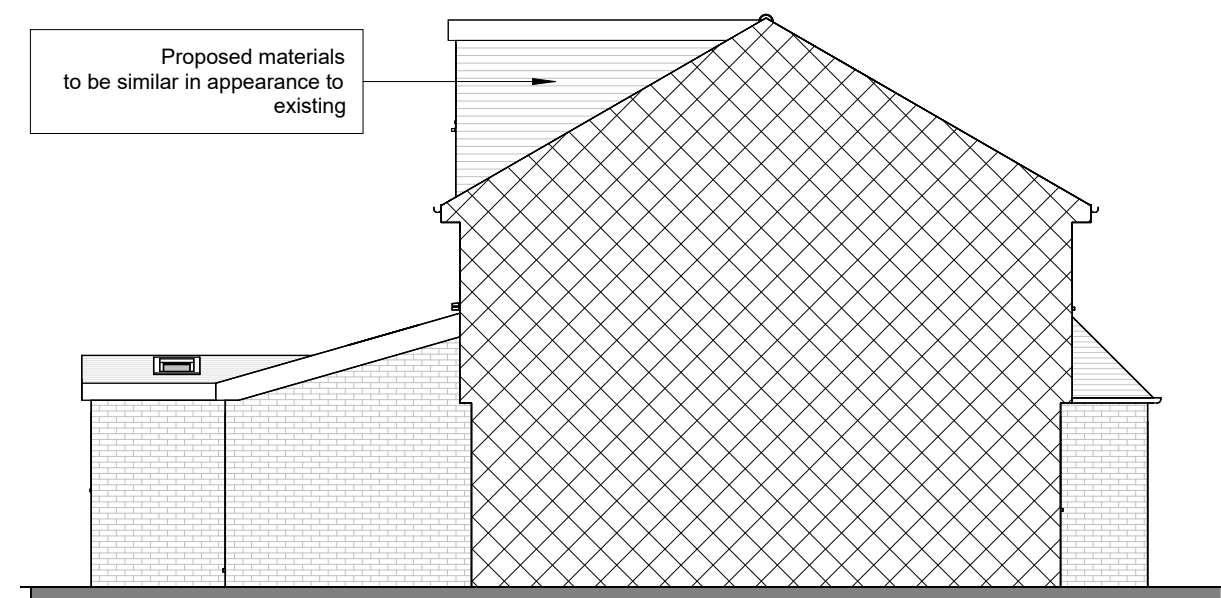 Proposed materials
to be similar in appearance to
existing